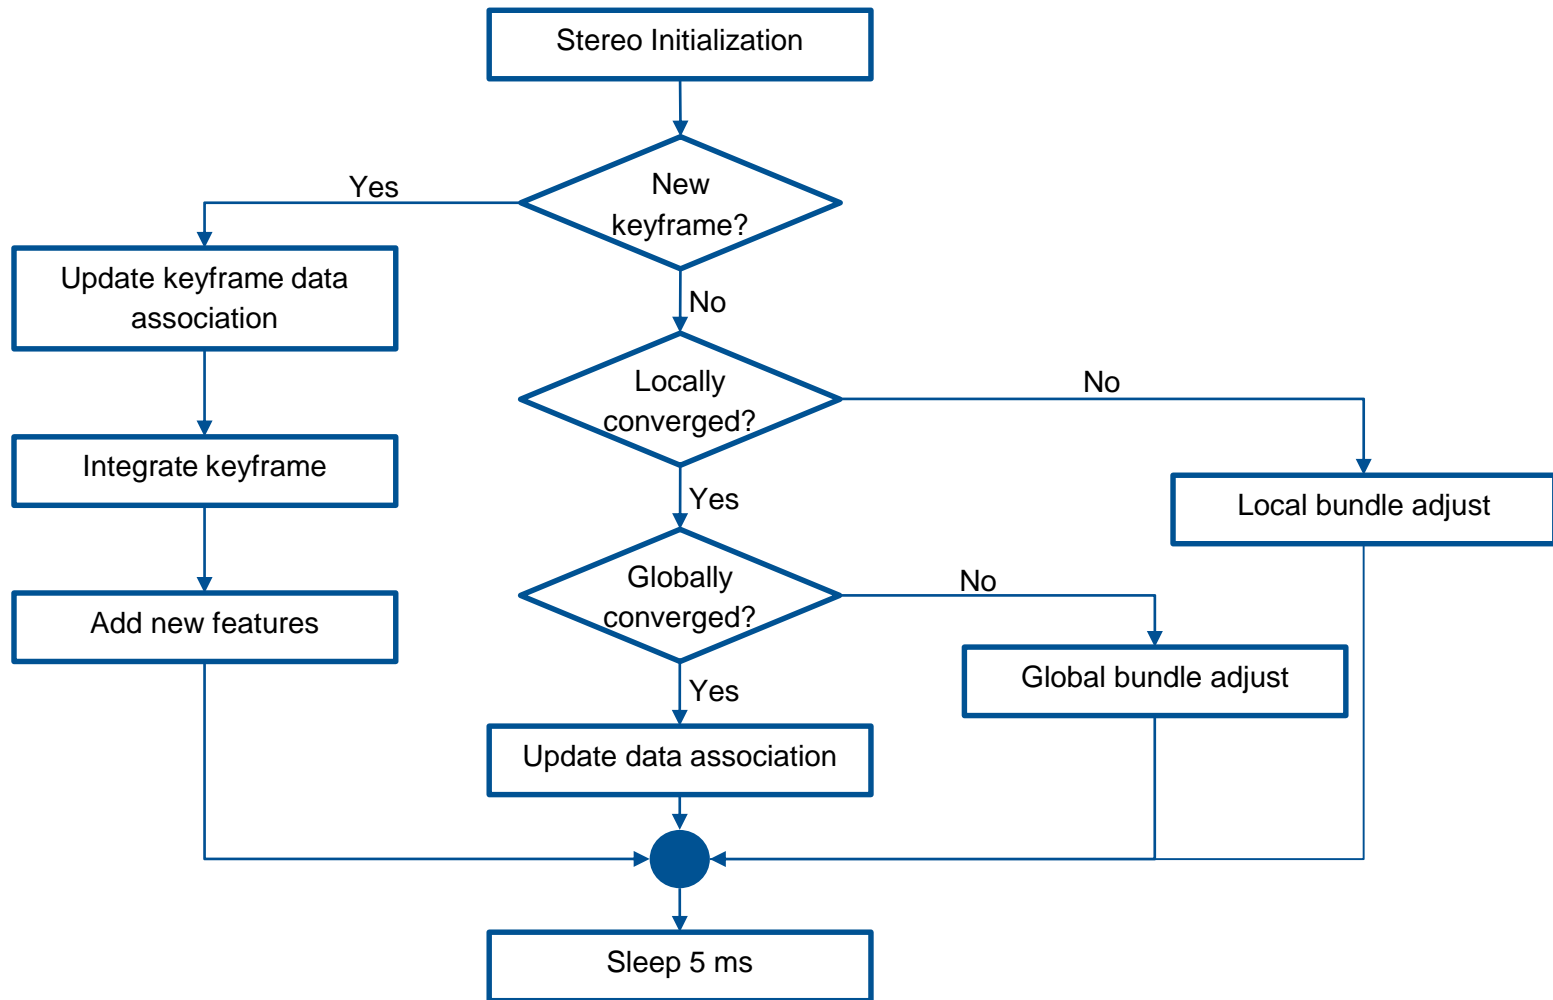 Stereo Initialization
New
keyframe?
Yes
No
Update keyframe data
association
Locally
converged?
No
Yes
Integrate keyframe
Local bundle adjust
Globally
converged?
No
Yes
Add new features
Global bundle adjust
Update data association
Sleep 5 ms